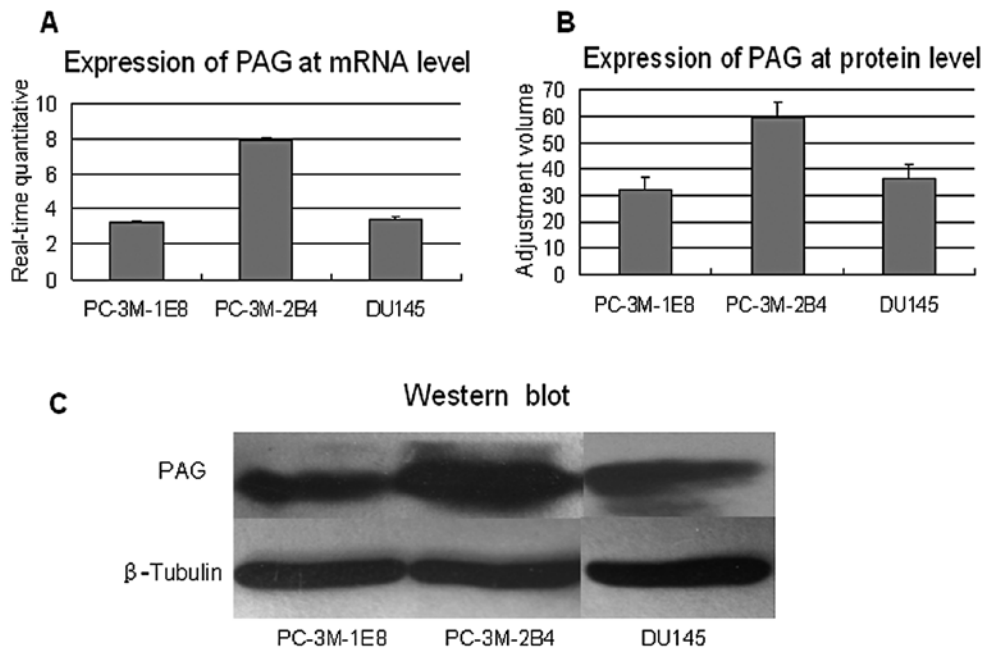 A
Expression of PAG at mRNA level
Real-time quantitative
10
8
6
4
2
0
PC-3M-1E8 PC-3M-2B4 DU145
B
Expression of PAG at protein level
Adjustment volume
70
60
50
40
30
20
10
0
PC-3M-1E8 PC-3M-2B4 DU145
C
Western blot
PAG
β-Tubulin
PC-3M-1E8 PC-3M-2B4 DU145